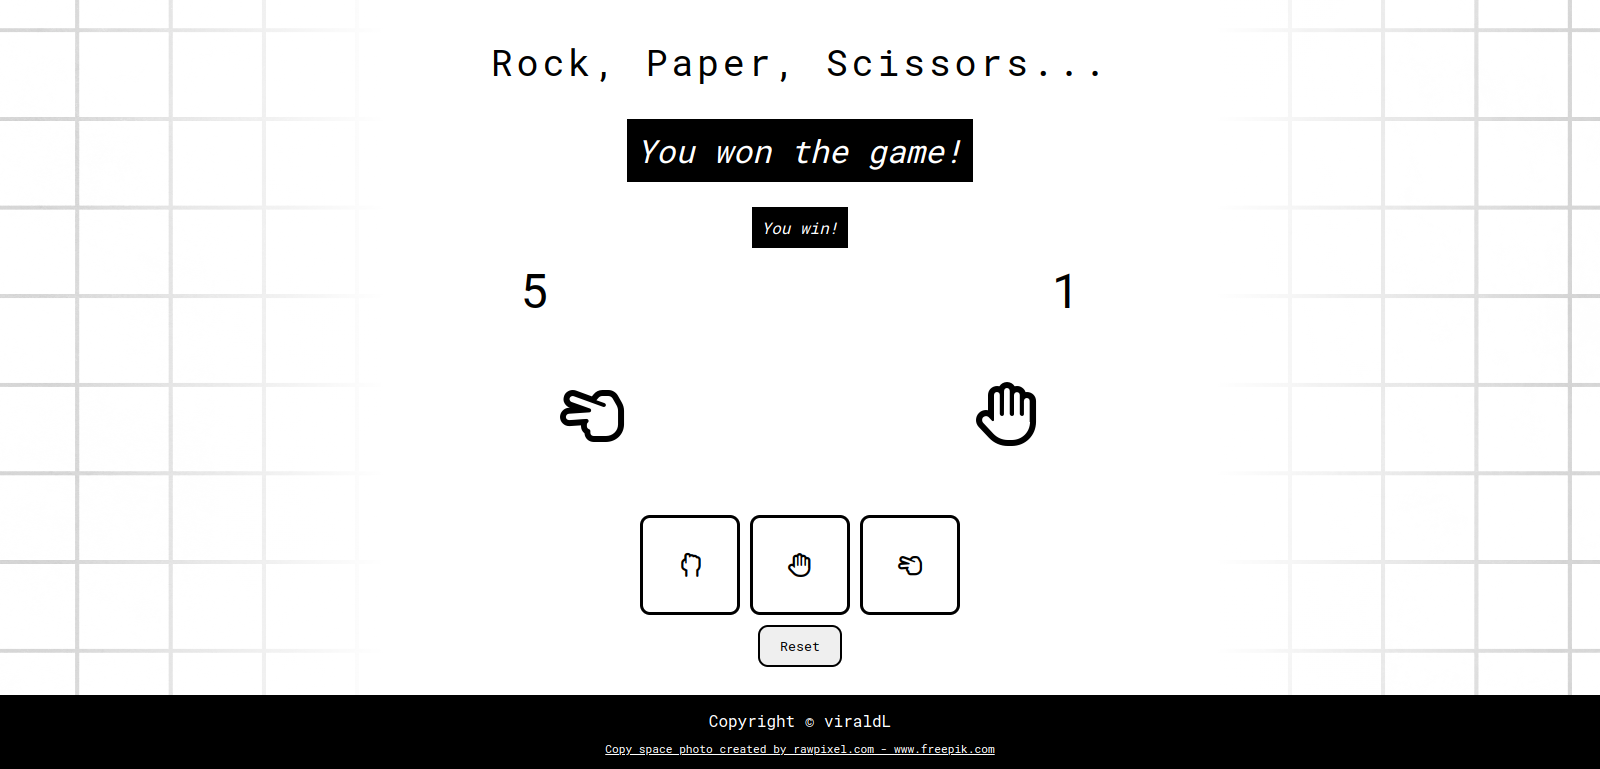 Rock, Paper, Scissors...
You won the game!
You win!
5 1
Reset
Copyright © viraldL
Copy space photo created by rawpixel.com - www.freepik.com